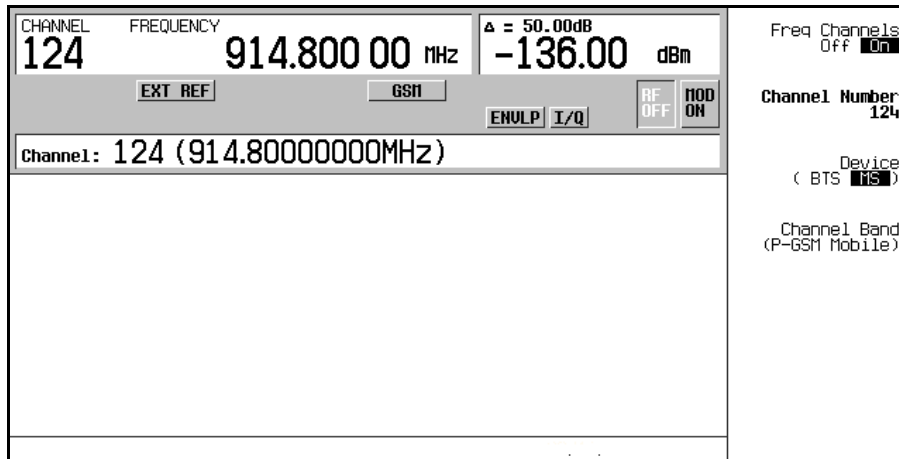 CHANNEL FREQUENCY Δ = 50.00dB
124 914.800 00 MHz -136.00 dBm
EXT REF GSM
ENVLP I/Q RF OFF MOD ON
Channel: 124 (914.80000000MHz)
Freq Channels
Off On
Channel Number
124
Device
( BTS MS )
Channel Band
(P-GSM Mobile)